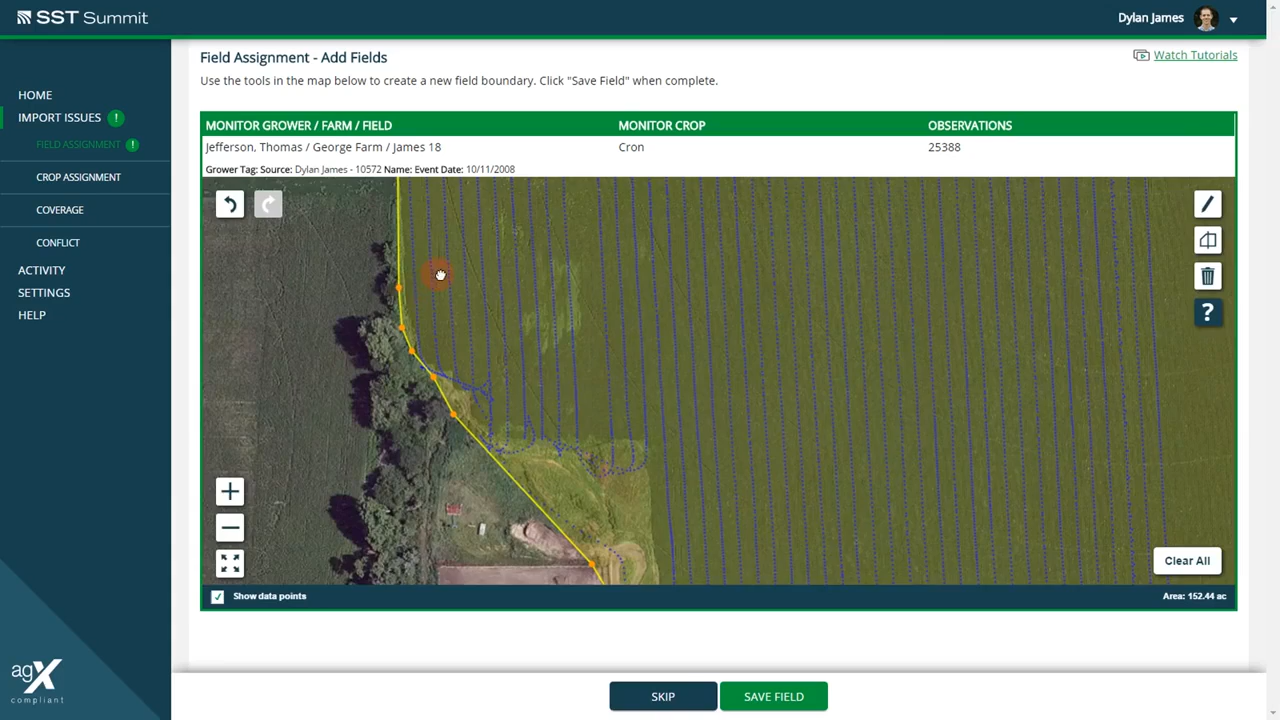 SST Summit
Dylan James
Field Assignment - Add Fields
Watch Tutorials
Use the tools in the map below to create a new field boundary. Click "Save Field" when complete.
HOME
IMPORT ISSUES !
FIELD ASSIGNMENT !
CROP ASSIGNMENT
COVERAGE
CONFLICT
ACTIVITY
SETTINGS
HELP
MONITOR GROWER / FARM / FIELD MONITOR CROP OBSERVATIONS
Jefferson, Thomas / George Farm / James 18 Cron 25388
Grower Tag: Source: Dylan James - 10572 Name: Event Date: 10/11/2008
?
Clear All
Show data points
Area: 152.44 ac
agX
compliant
SKIP
SAVE FIELD